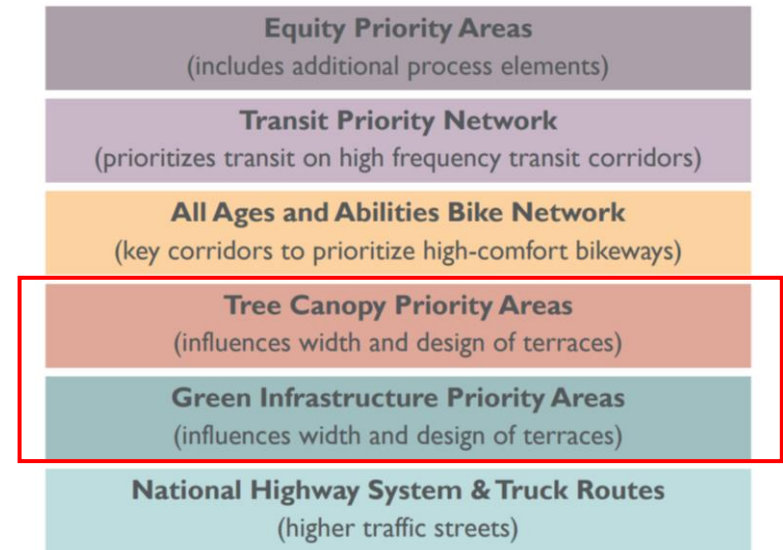 Equity Priority Areas
(includes additional process elements)
Transit Priority Network
(prioritizes transit on high frequency transit corridors)
All Ages and Abilities Bike Network
(key corridors to prioritize high-comfort bikeways)
Tree Canopy Priority Areas
(influences width and design of terraces)
Green Infrastructure Priority Areas
(influences width and design of terraces)
National Highway System & Truck Routes
(higher traffic streets)